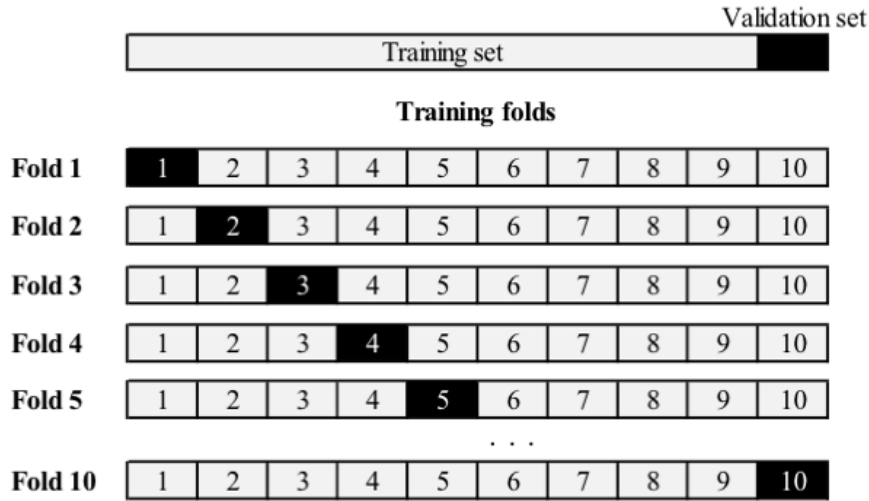 Validation set
Training set
Training folds
Fold 1 1 2 3 4 5 6 7 8 9 10
Fold 2 1 2 3 4 5 6 7 8 9 10
Fold 3 1 2 3 4 5 6 7 8 9 10
Fold 4 1 2 3 4 5 6 7 8 9 10
Fold 5 1 2 3 4 5 6 7 8 9 10
. . .
Fold 10 1 2 3 4 5 6 7 8 9 10